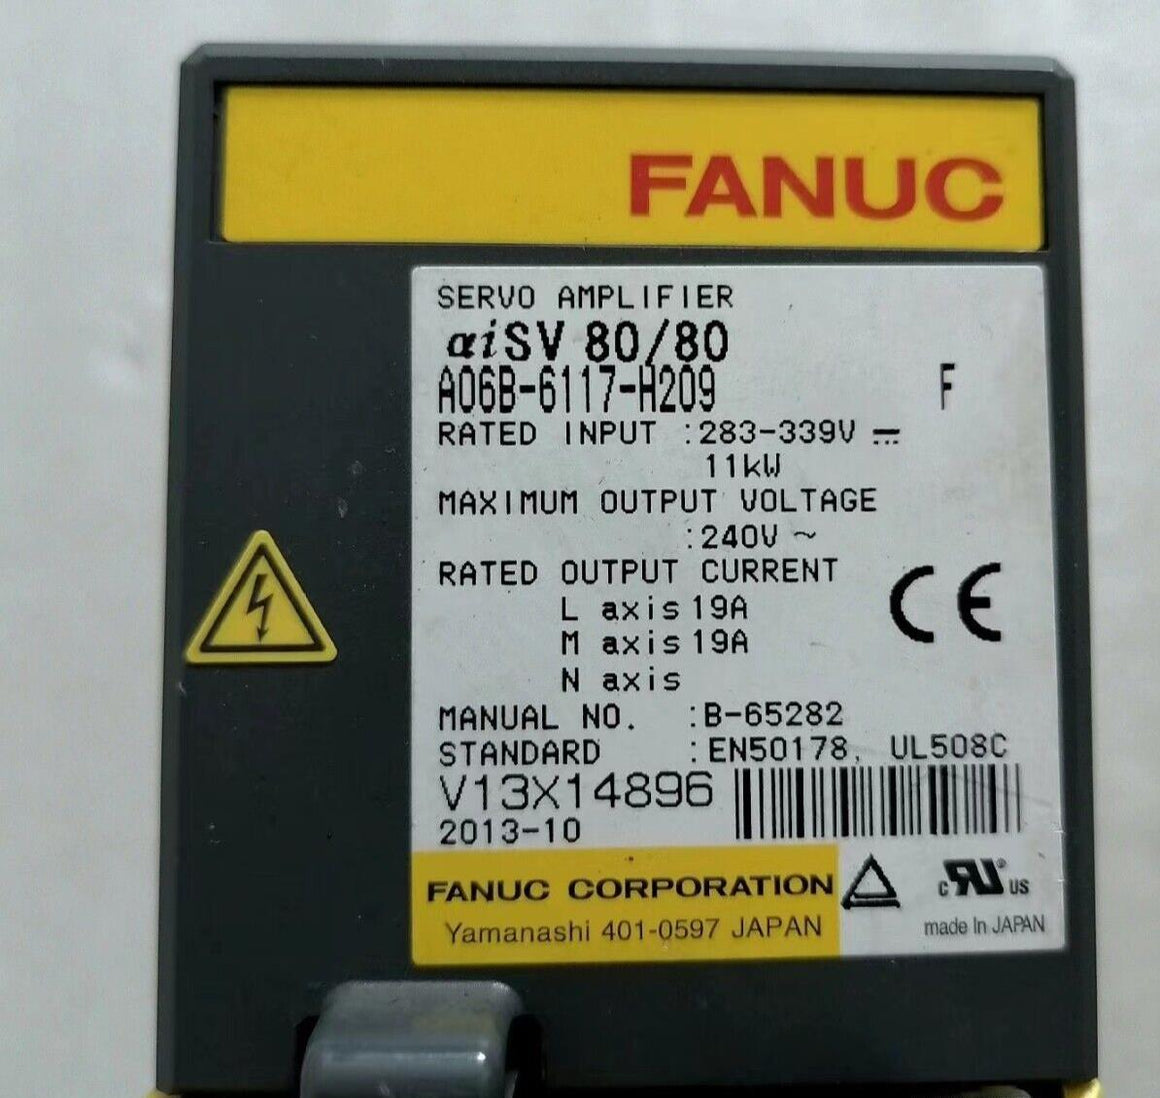 FANUC
SERVO AMPLIFIER
αiSV 80/80
A06B-6117-H209 F
RATED INPUT :283-339V ⎓
11kW
MAXIMUM OUTPUT VOLTAGE
:240V ~
RATED OUTPUT CURRENT
L axis 19A
M axis 19A
N axis
CE
MANUAL NO. :B-65282
STANDARD :EN50178, UL508C
V13X14896
2013-10
FANUC CORPORATION
Yamanashi 401-0597 JAPAN
c RU ® US
made In JAPAN